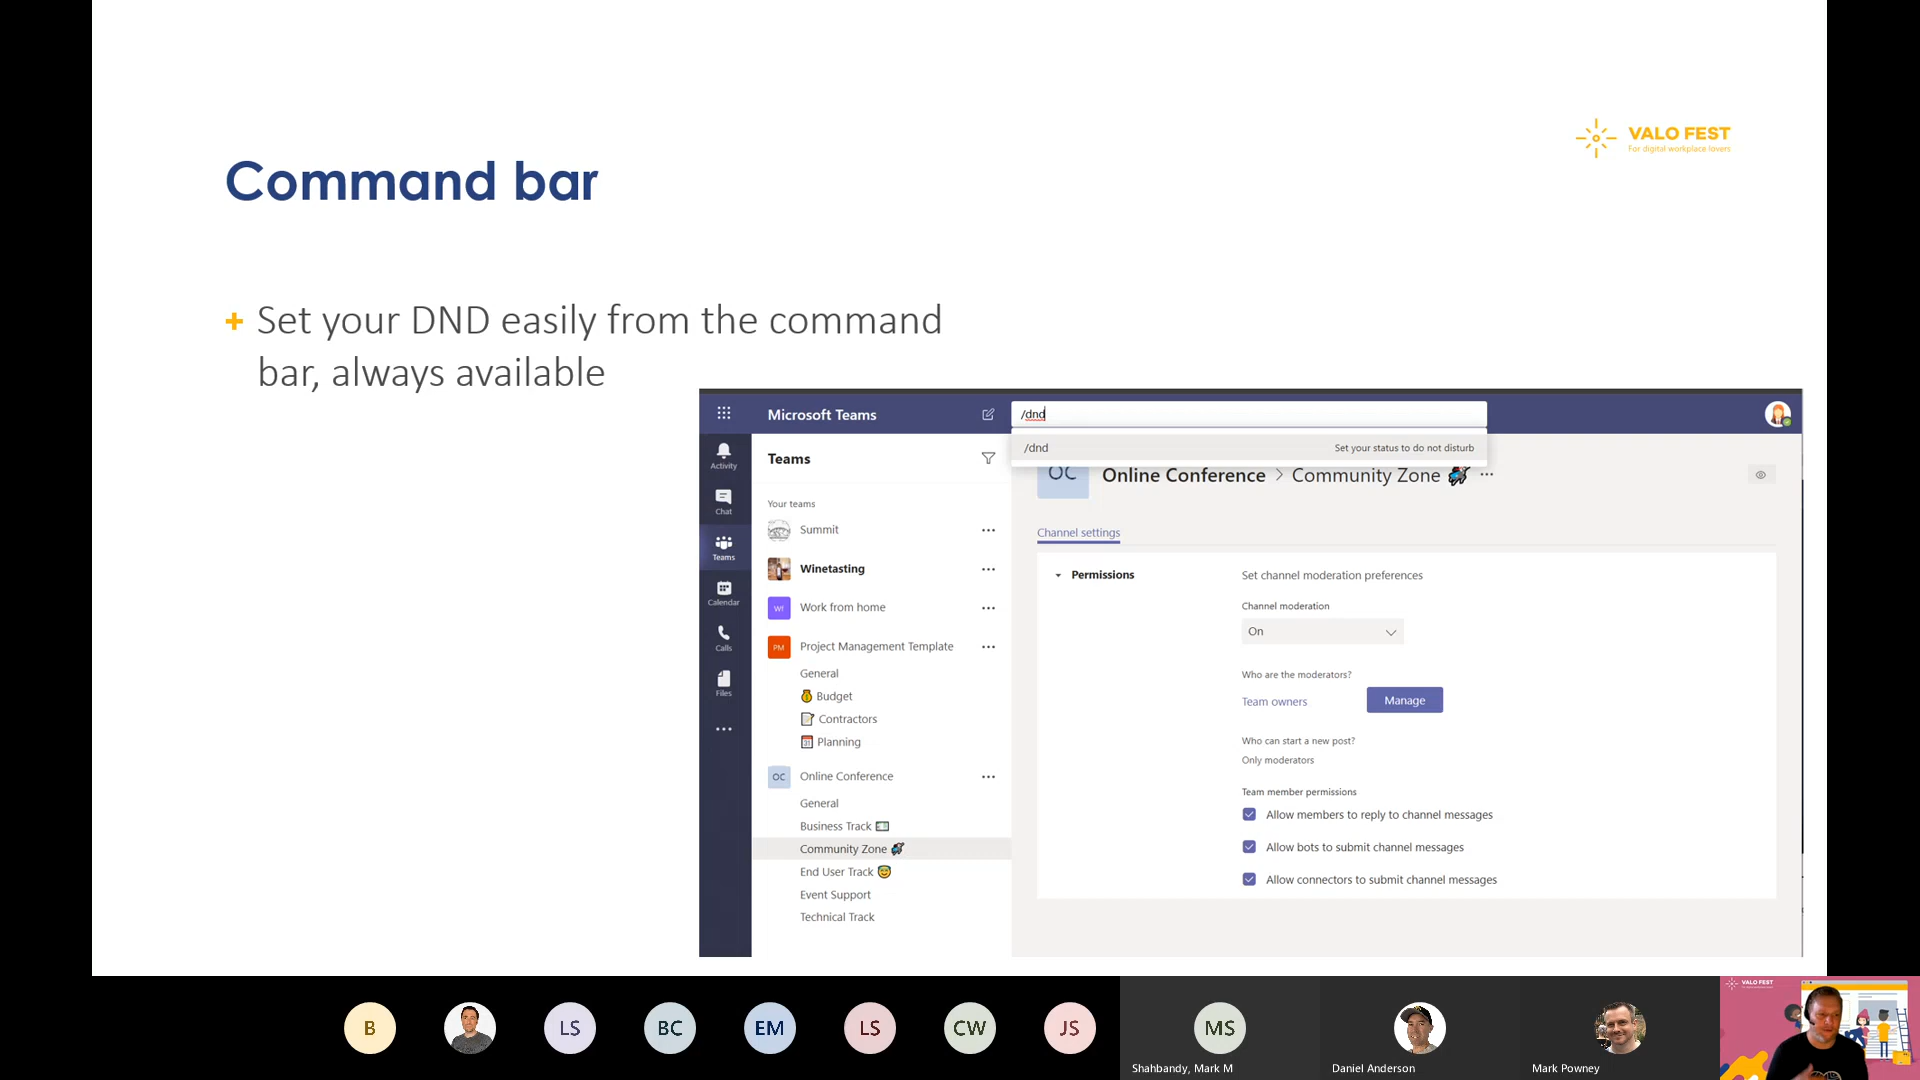 VALO FEST
For digital workplace lovers
Command bar
+ Set your DND easily from the command
bar, always available
Microsoft Teams
/dnd
/dnd
Set your status to do not disturb
Activity
Chat
Teams
Calendar
Calls
Files
Teams
Your teams
Summit
Winetasting
Work from home
PM
Project Management Template
General
Budget
Contractors
Planning
OC
Online Conference
General
Business Track
Community Zone
End User Track
Event Support
Technical Track
OC
Online Conference > Community Zone
Channel settings
Permissions
Set channel moderation preferences
Channel moderation
On
Who are the moderators?
Team owners
Manage
Who can start a new post?
Only moderators
Team member permissions
Allow members to reply to channel messages
Allow bots to submit channel messages
Allow connectors to submit channel messages
B
LS
BC
EM
LS
CW
JS
MS
Shahbandy, Mark M
Daniel Anderson
Mark Powney
VALO FEST